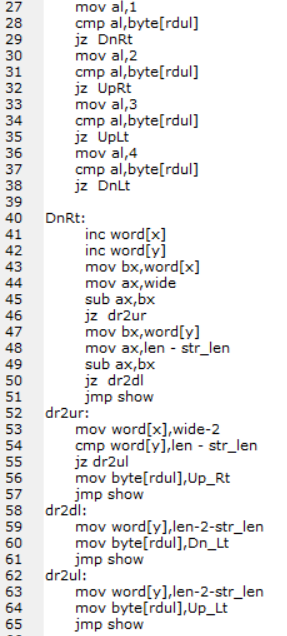 27 mov al,1
28 cmp al,byte[rdul]
29 jz DnRt
30 mov al,2
31 cmp al,byte[rdul]
32 jz UpRt
33 mov al,3
34 cmp al,byte[rdul]
35 jz UpLt
36 mov al,4
37 cmp al,byte[rdul]
38 jz DnLt
39
40 DnRt:
41 inc word[x]
42 inc word[y]
43 mov bx,word[x]
44 mov ax,wide
45 sub ax,bx
46 jz dr2ur
47 mov bx,word[y]
48 mov ax,len - str_len
49 sub ax,bx
50 jz dr2dl
51 jmp show
52 dr2ur:
53 mov word[x],wide-2
54 cmp word[y],len - str_len
55 jz dr2ul
56 mov byte[rdul],Up_Rt
57 jmp show
58 dr2dl:
59 mov word[y],len-2-str_len
60 mov byte[rdul],Dn_Lt
61 jmp show
62 dr2ul:
63 mov word[y],len-2-str_len
64 mov byte[rdul],Up_Lt
65 jmp show